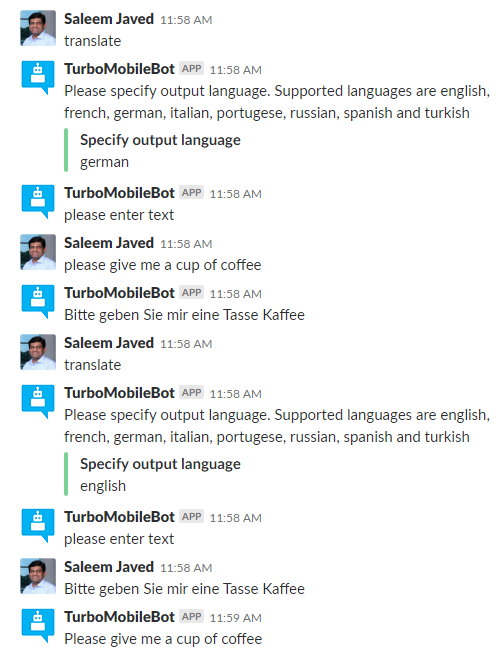 Saleem Javed 11:58 AM
translate
TurboMobileBot APP 11:58 AM
Please specify output language. Supported languages are english,
french, german, italian, portugese, russian, spanish and turkish
Specify output language
german
TurboMobileBot APP 11:58 AM
please enter text
Saleem Javed 11:58 AM
please give me a cup of coffee
TurboMobileBot APP 11:58 AM
Bitte geben Sie mir eine Tasse Kaffee
Saleem Javed 11:58 AM
translate
TurboMobileBot APP 11:58 AM
Please specify output language. Supported languages are english,
french, german, italian, portugese, russian, spanish and turkish
Specify output language
english
TurboMobileBot APP 11:58 AM
please enter text
Saleem Javed 11:58 AM
Bitte geben Sie mir eine Tasse Kaffee
TurboMobileBot APP 11:59 AM
Please give me a cup of coffee